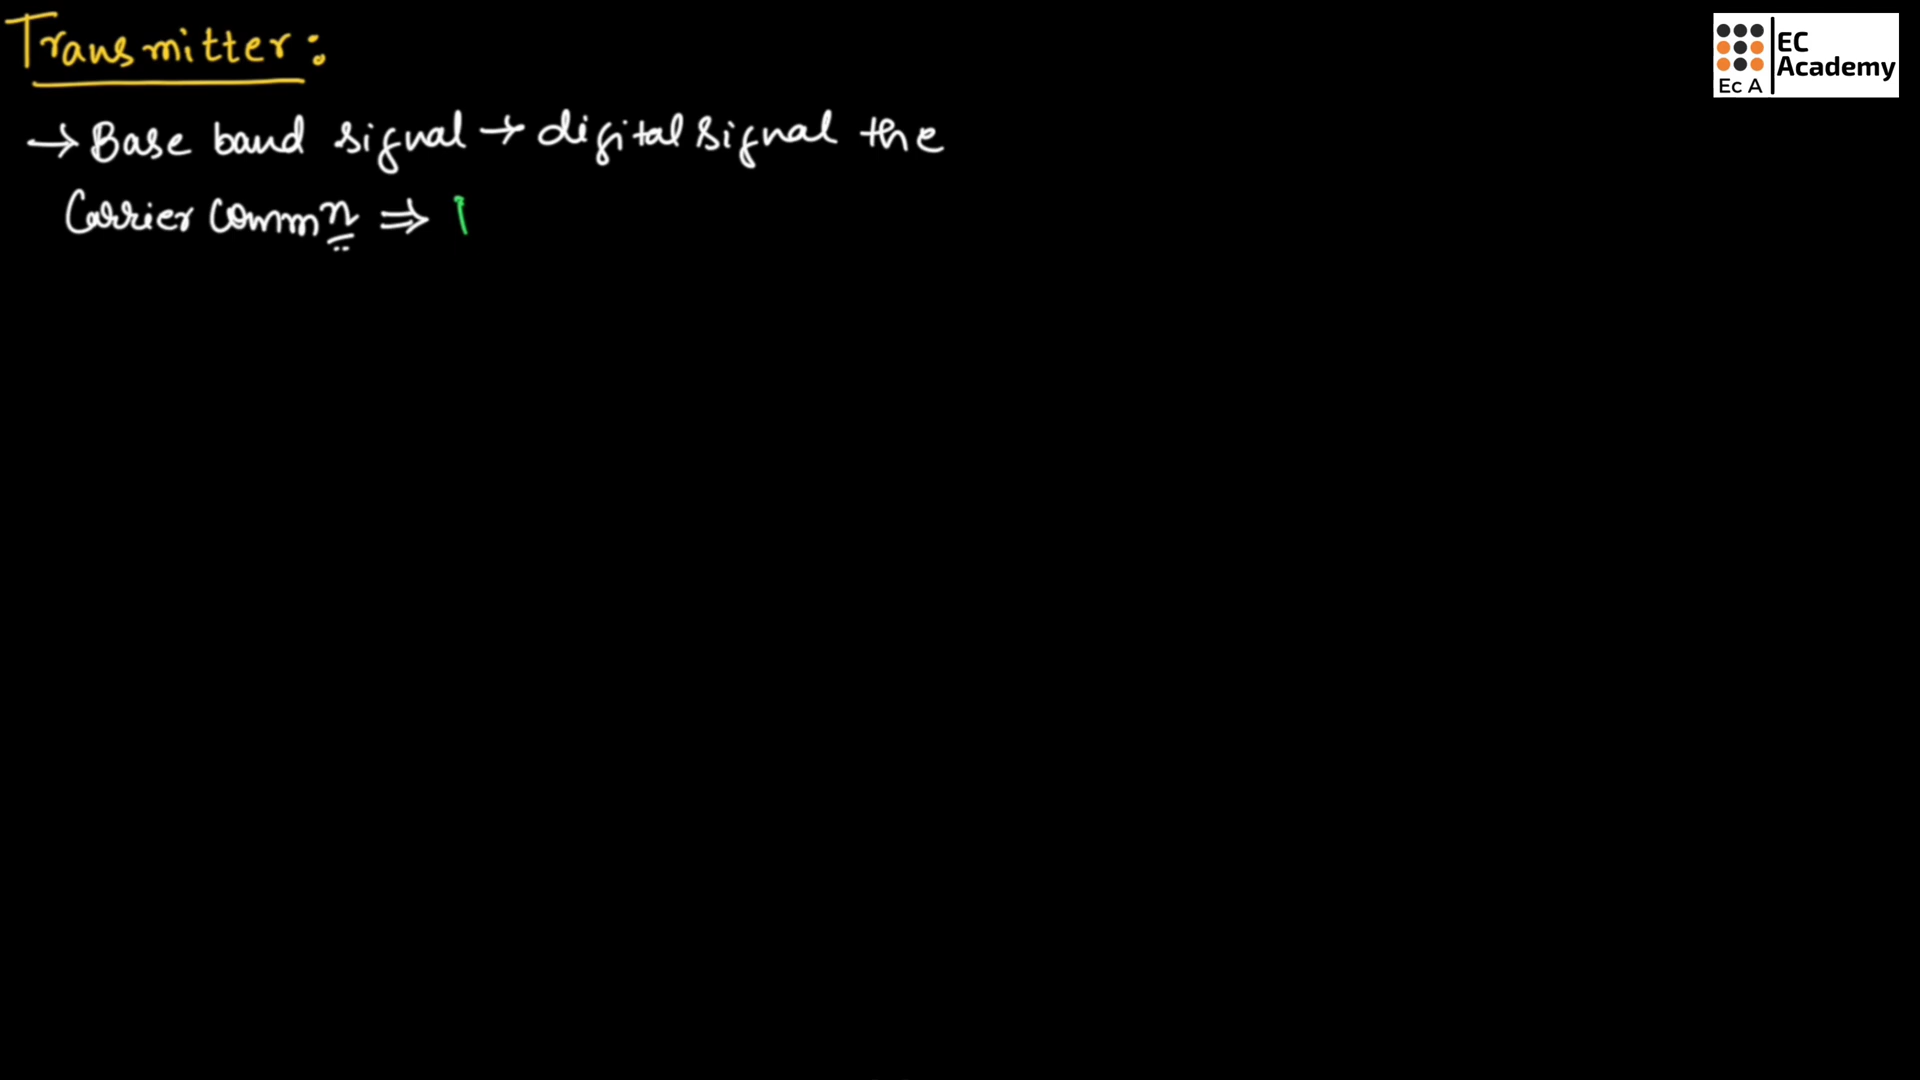 Transmitter:
→ Base band signal → digital signal the
Carrier Commn ⇒
EC
Academy
Ec A